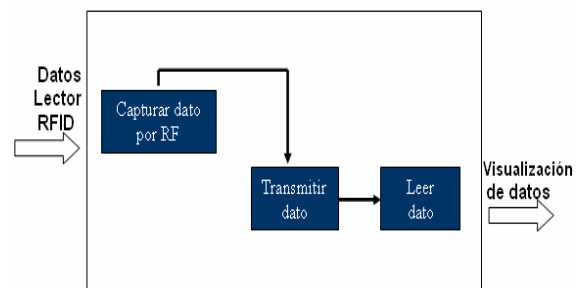 Datos
Lector
RFID
Capturar dato
por RF
Transmitir
dato
Leer
dato
Visualización
de datos